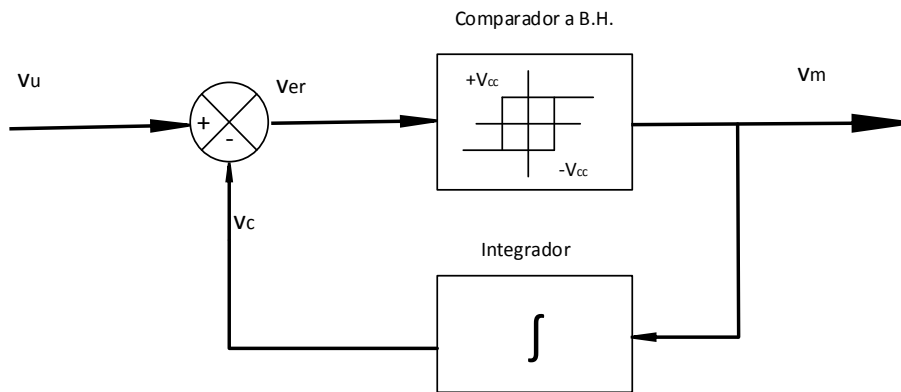 Comparador a B.H.
vu
ver
+Vcc
vm
+
-
-Vcc
vc
Integrador
∫